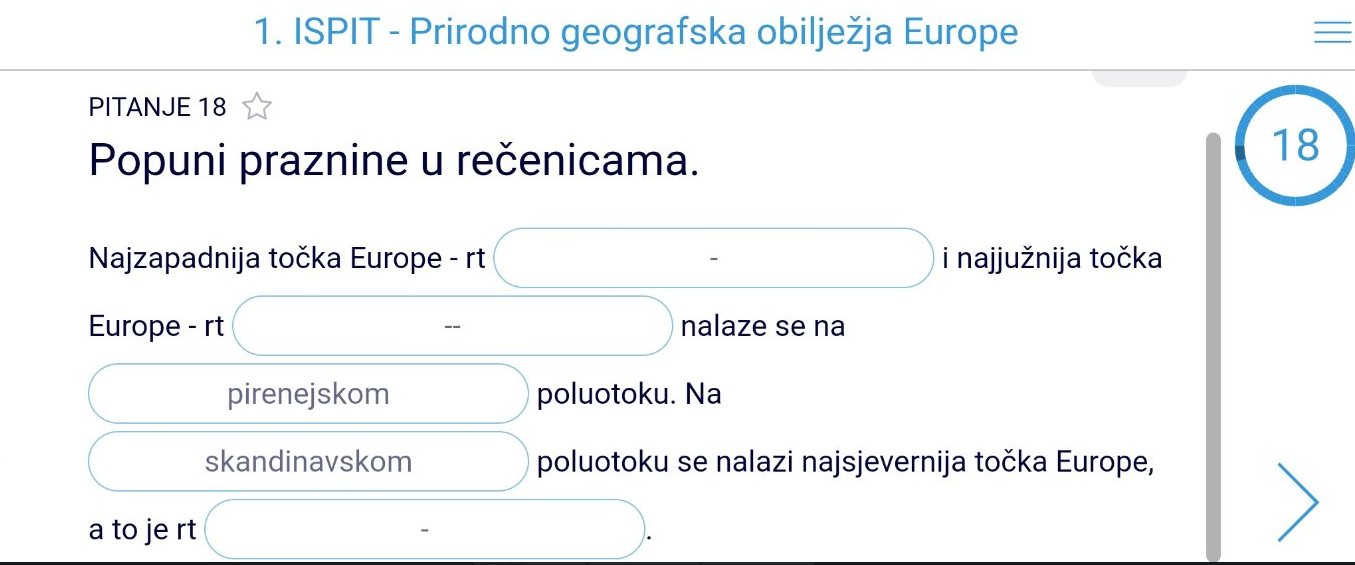 1. ISPIT - Prirodno geografska obilježja Europe
PITANJE 18
18
Popuni praznine u rečenicama.
Najzapadnija točka Europe - rt - i najjužnija točka
Europe - rt -- nalaze se na
pirenejskom poluotoku. Na
skandinavskom poluotoku se nalazi najsjevernija točka Europe,
a to je rt - .